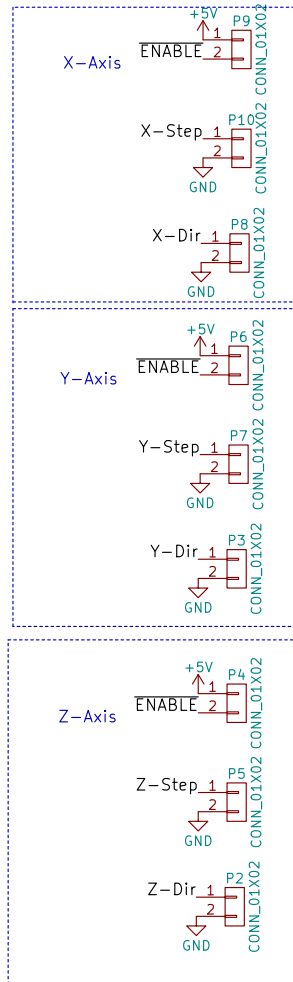 +5V
P9
1
ENABLE
2
CONN_01X02
X-Axis
P10
X-Step
1
2
CONN_01X02
GND
P8
X-Dir
1
2
CONN_01X02
GND
+5V
P6
1
ENABLE
2
CONN_01X02
Y-Axis
P7
Y-Step
1
2
CONN_01X02
GND
P3
Y-Dir
1
2
CONN_01X02
GND
+5V
P4
1
ENABLE
2
CONN_01X02
Z-Axis
P5
Z-Step
1
2
CONN_01X02
GND
P2
Z-Dir
1
2
CONN_01X02
GND